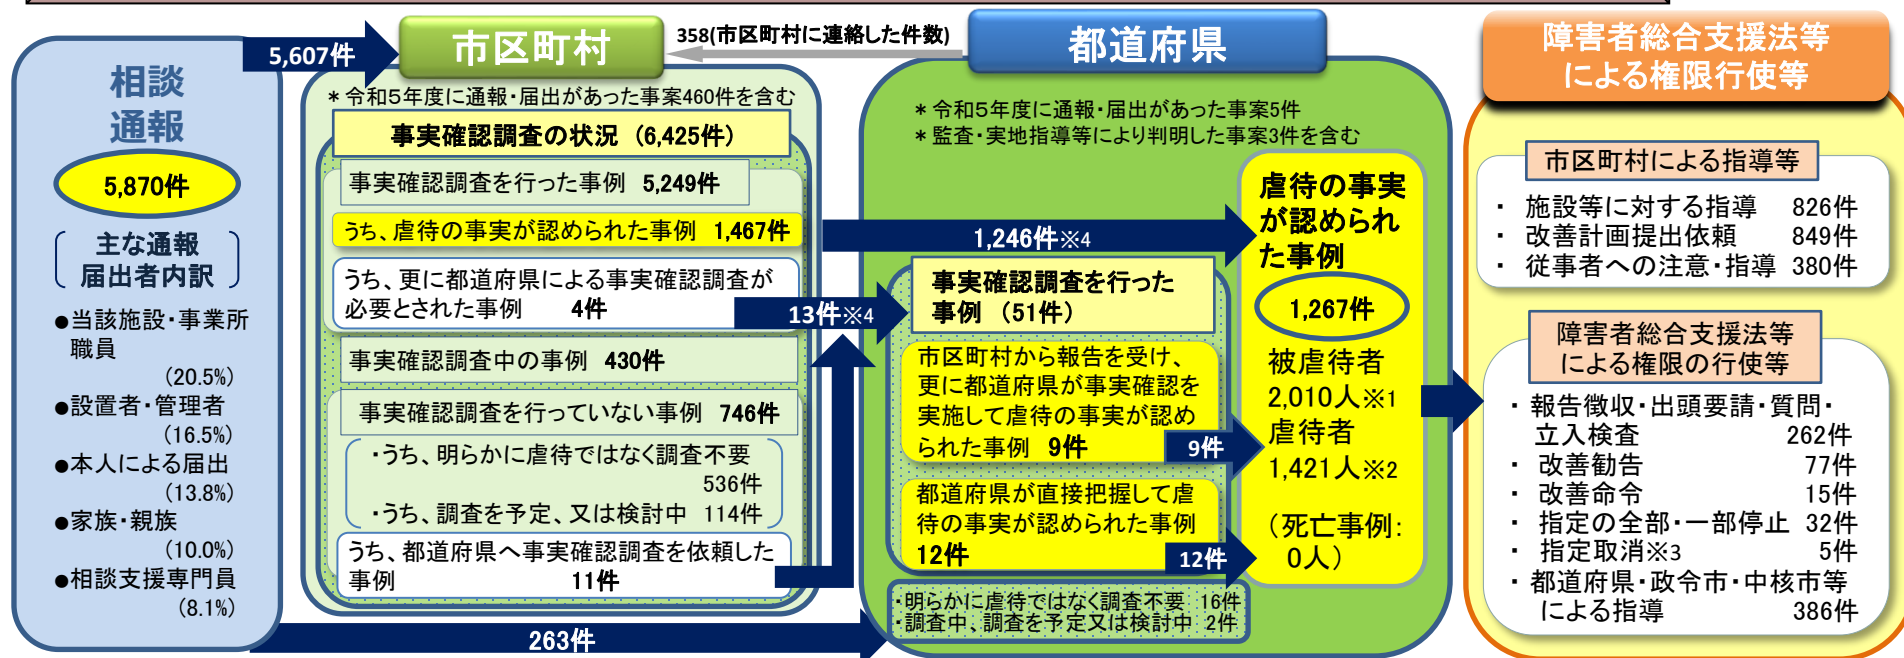 相談
通報
5,870件
主な通報
届出者内訳
●当該施設・事業所
職員
(20.5%)
●設置者・管理者
(16.5%)
●本人による届出
(13.8%)
●家族・親族
(10.0%)
●相談支援専門員
(8.1%)
5,607件
263件
市区町村
358(市区町村に連絡した件数)
＊令和5年度に通報・届出があった事案460件を含む
事実確認調査の状況 (6,425件)
事実確認調査を行った事例 5,249件
うち、虐待の事実が認められた事例 1,467件
うち、更に都道府県による事実確認調査が
必要とされた事例 4件
事実確認調査中の事例 430件
事実確認調査を行っていない事例 746件
・うち、明らかに虐待ではなく調査不要
536件
・うち、調査を予定、又は検討中 114件
うち、都道府県へ事実確認調査を依頼した
事例 11件
1,246件※4
13件※4
都道府県
＊令和5年度に通報・届出があった事案5件
＊監査・実地指導等により判明した事案3件を含む
事実確認調査を行った
事例 (51件)
市区町村から報告を受け、
更に都道府県が事実確認を
実施して虐待の事実が認め
られた事例 9件
9件
都道府県が直接把握して虐
待の事実が認められた事例
12件
12件
・明らかに虐待ではなく調査不要 16件
・調査中、調査を予定又は検討中 2件
虐待の事実
が認められ
た事例
1,267件
被虐待者
2,010人※1
虐待者
1,421人※2
(死亡事例:
0人)
障害者総合支援法等
による権限行使等
市区町村による指導等
・ 施設等に対する指導 826件
・ 改善計画提出依頼 849件
・ 従事者への注意・指導 380件
障害者総合支援法等
による権限の行使等
・ 報告徴収・出頭要請・質問・
立入検査 262件
・ 改善勧告 77件
・ 改善命令 15件
・ 指定の全部・一部停止 32件
・ 指定取消※3 5件
・ 都道府県・政令市・中核市等
による指導 386件